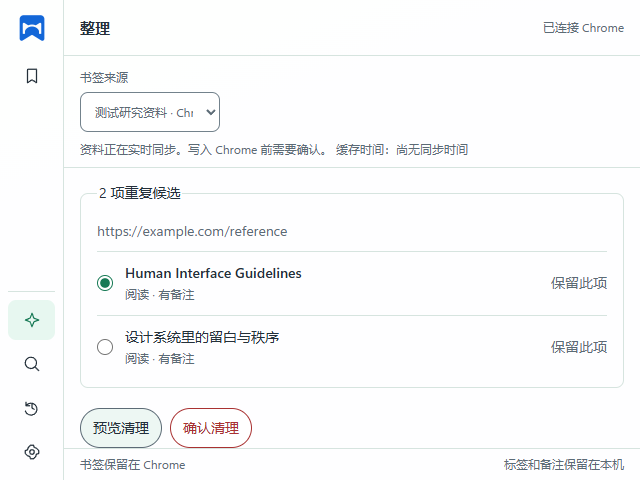 整理
已连接 Chrome
书签来源
测试研究资料 · Chr
资料正在实时同步。写入 Chrome 前需要确认。 缓存时间：尚无同步时间
2 项重复候选
https://example.com/reference
Human Interface Guidelines
阅读 · 有备注
保留此项
设计系统里的留白与秩序
阅读 · 有备注
保留此项
预览清理
确认清理
书签保留在 Chrome
标签和备注保留在本机